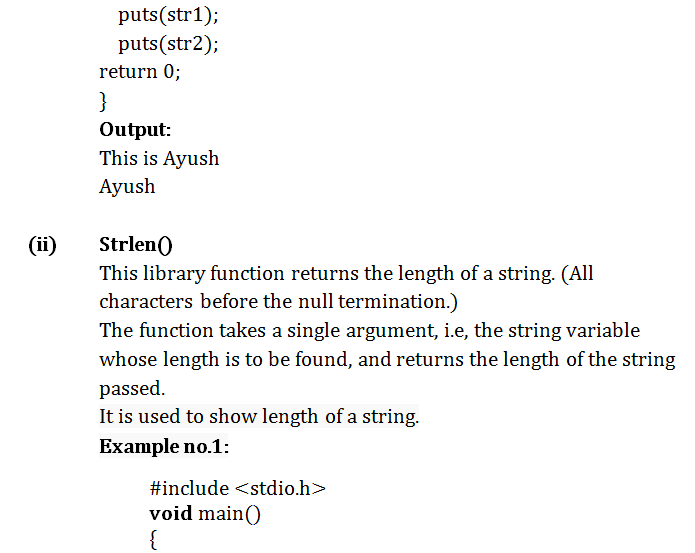 puts(str1);
puts(str2);
return 0;
}
Output:
This is Ayush
Ayush
(ii) Strlen()
This library function returns the length of a string. (All
characters before the null termination.)
The function takes a single argument, i.e, the string variable
whose length is to be found, and returns the length of the string
passed.
It is used to show length of a string.
Example no.1:
#include <stdio.h>
void main()
{